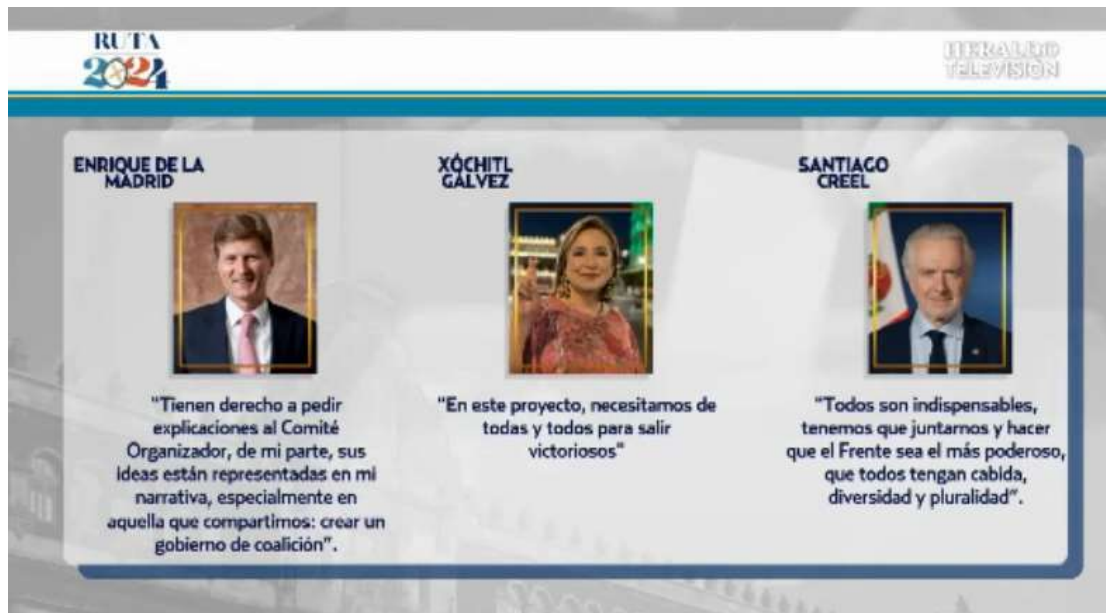 RUTA
2024
HERALDO
TELEVISIÓN
ENRIQUE DE LA
MADRID
XÓCHITL
GÁLVEZ
SANTIAGO
CREEL
"Tienen derecho a pedir
explicaciones al Comité
Organizador, de mi parte, sus
ideas están representadas en mi
narrativa, especialmente en
aquella que compartimos: crear un
gobierno de coalición".
"En este proyecto, necesitamos de
todas y todos para salir
victoriosos"
"Todos son indispensables,
tenemos que juntarnos y hacer
que el Frente sea el más poderoso,
que todos tengan cabida,
diversidad y pluralidad".